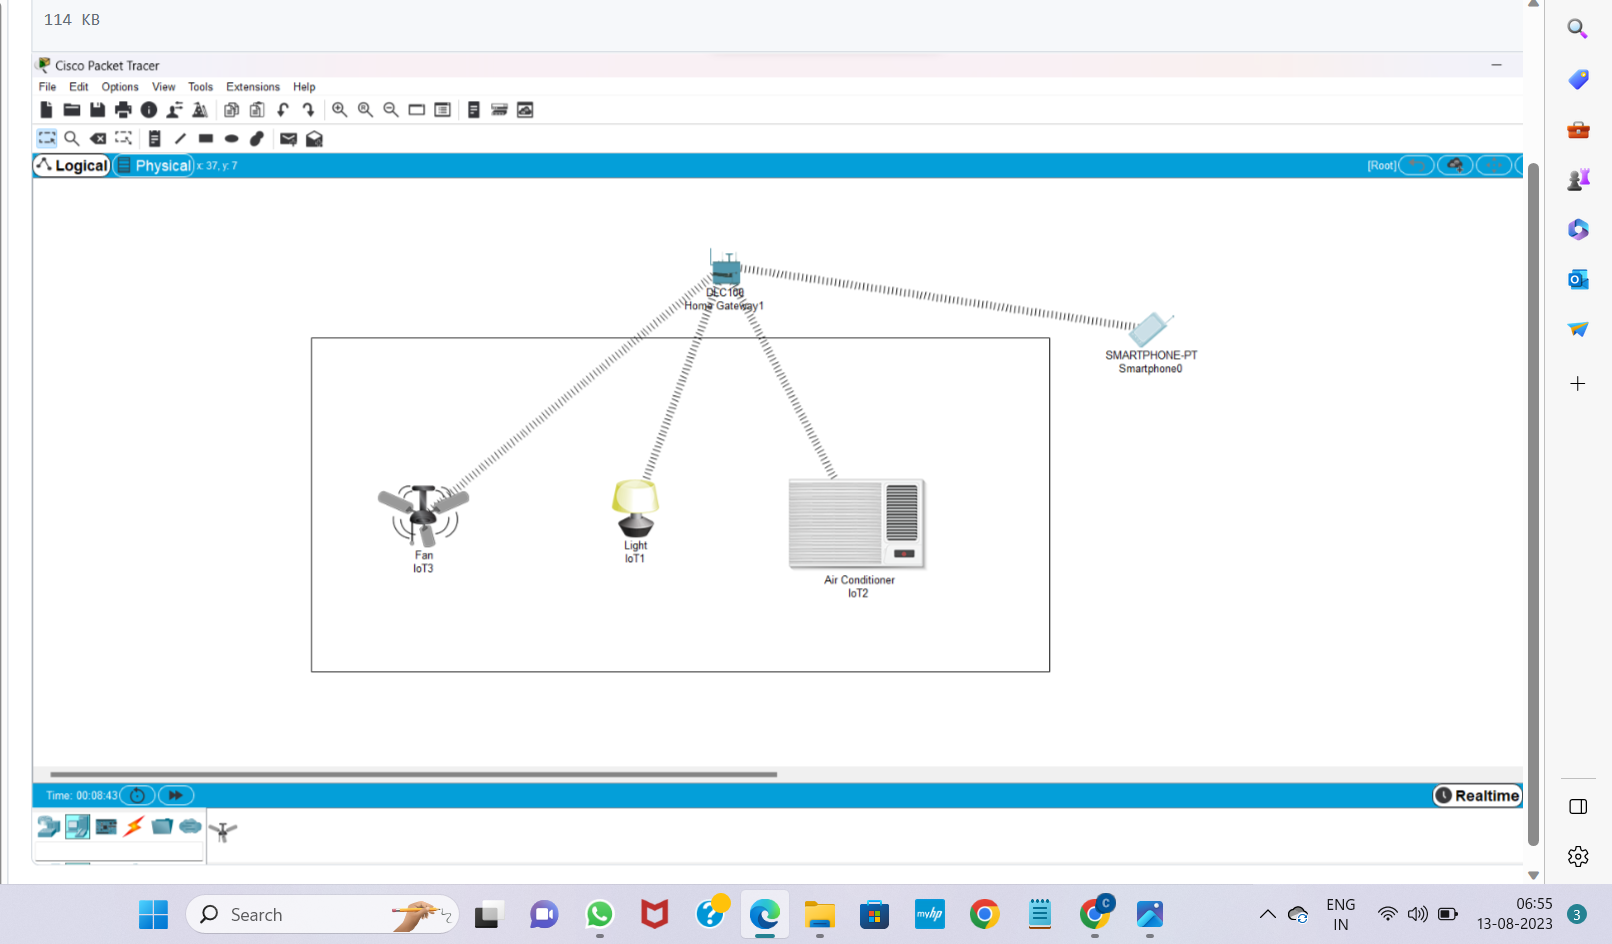 114 KB
Cisco Packet Tracer
File Edit Options View Tools Extensions Help
Logical Physical x: 37, y: 7 [Root]
DLC100
Home Gateway1
SMARTPHONE-PT
Smartphone0
Fan
IoT3
Light
IoT1
Air Conditioner
IoT2
Time: 00:08:43 Realtime
Search
myhp
C
ENG
IN
06:55
13-08-2023
3